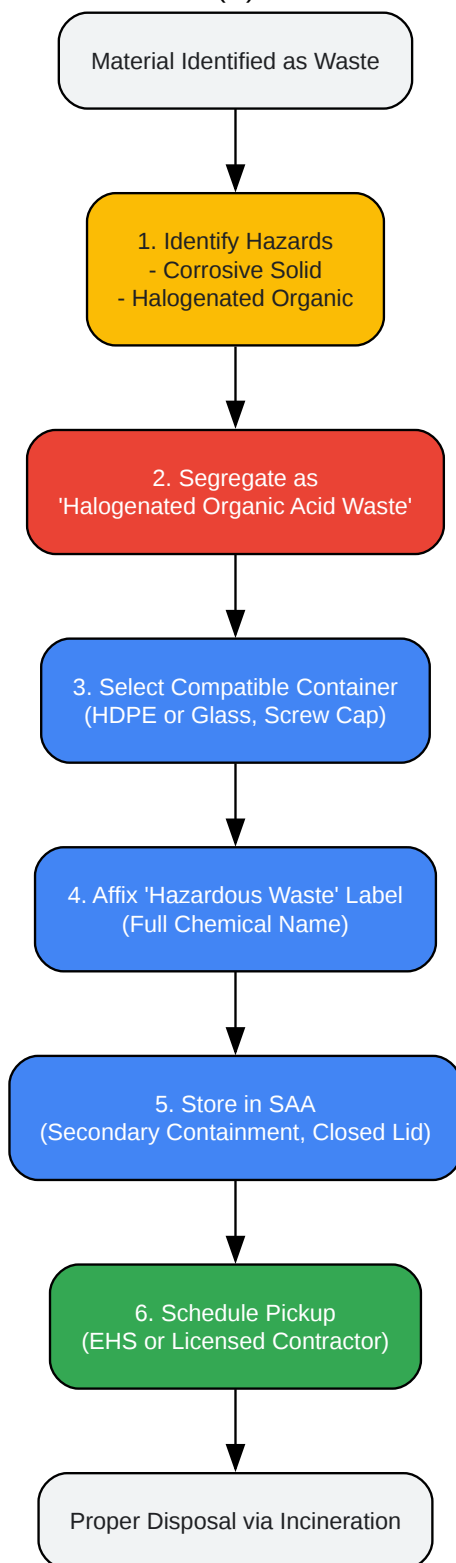 Material Identified as Waste
1. Identify Hazards
- Corrosive Solid
- Halogenated Organic
2. Segregate as
'Halogenated Organic Acid Waste'
3. Select Compatible Container
(HDPE or Glass, Screw Cap)
4. Affix 'Hazardous Waste' Label
(Full Chemical Name)
5. Store in SAA
(Secondary Containment, Closed Lid)
6. Schedule Pickup
(EHS or Licensed Contractor)
Proper Disposal via Incineration